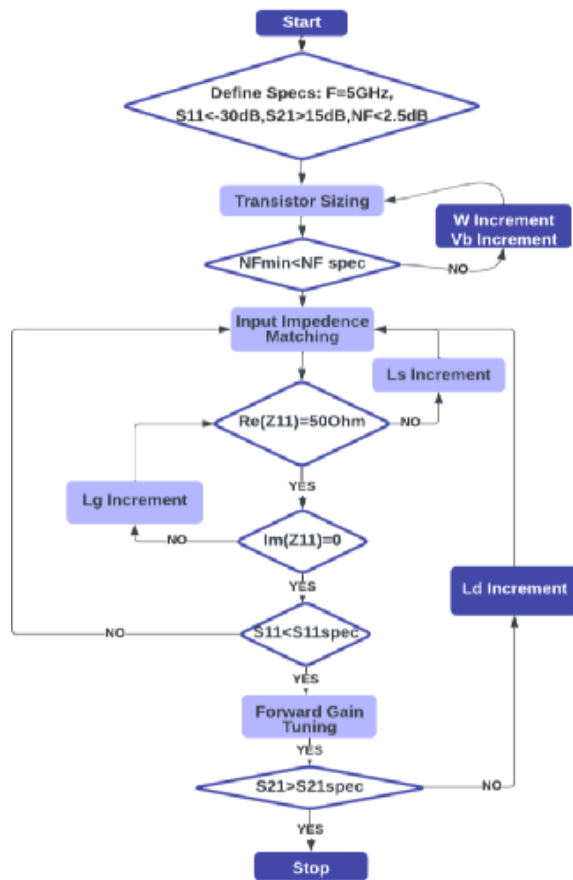 Start
Define Specs: F=5GHz,
S11<-30dB,S21>15dB,NF<2.5dB
Transistor Sizing
W Increment
Vb Increment
NFmin<NF spec
NO
Input Impedence
Matching
Ls Increment
Re(Z11)=50Ohm
NO
YES
Lg Increment
Im(Z11)=0
NO
YES
Ld Increment
S11<S11spec
NO
YES
Forward Gain
Tuning
YES
S21>S21spec
NO
YES
Stop